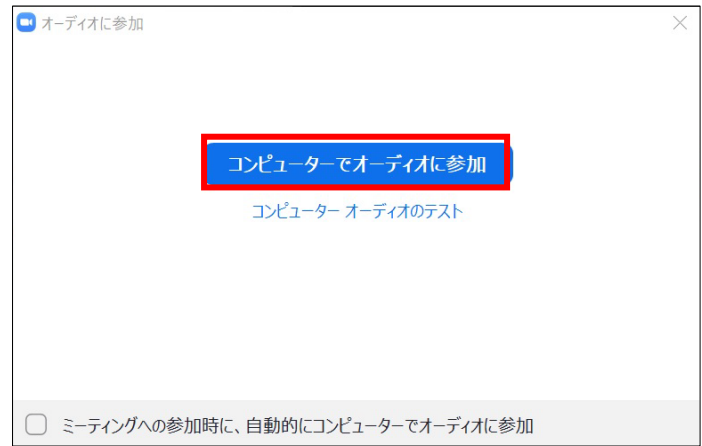 オーディオに参加
コンピューターでオーディオに参加
コンピューター オーディオのテスト
ミーティングへの参加時に、自動的にコンピューターでオーディオに参加